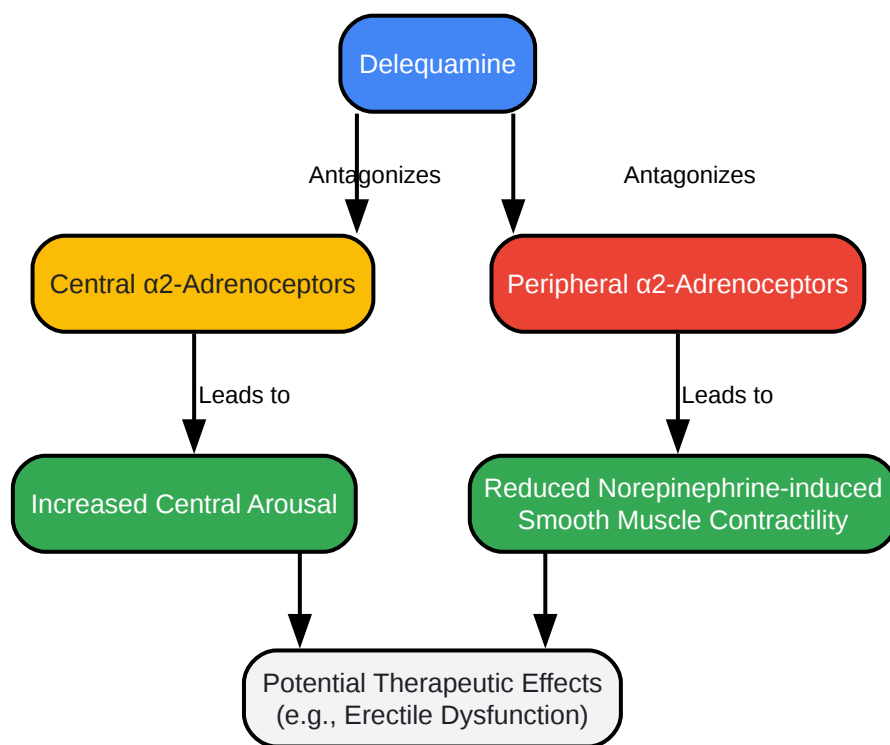 Delequamine
Antagonizes
Antagonizes
Central α2-Adrenoceptors
Peripheral α2-Adrenoceptors
Leads to
Leads to
Increased Central Arousal
Reduced Norepinephrine-induced
Smooth Muscle Contractility
Potential Therapeutic Effects
(e.g., Erectile Dysfunction)